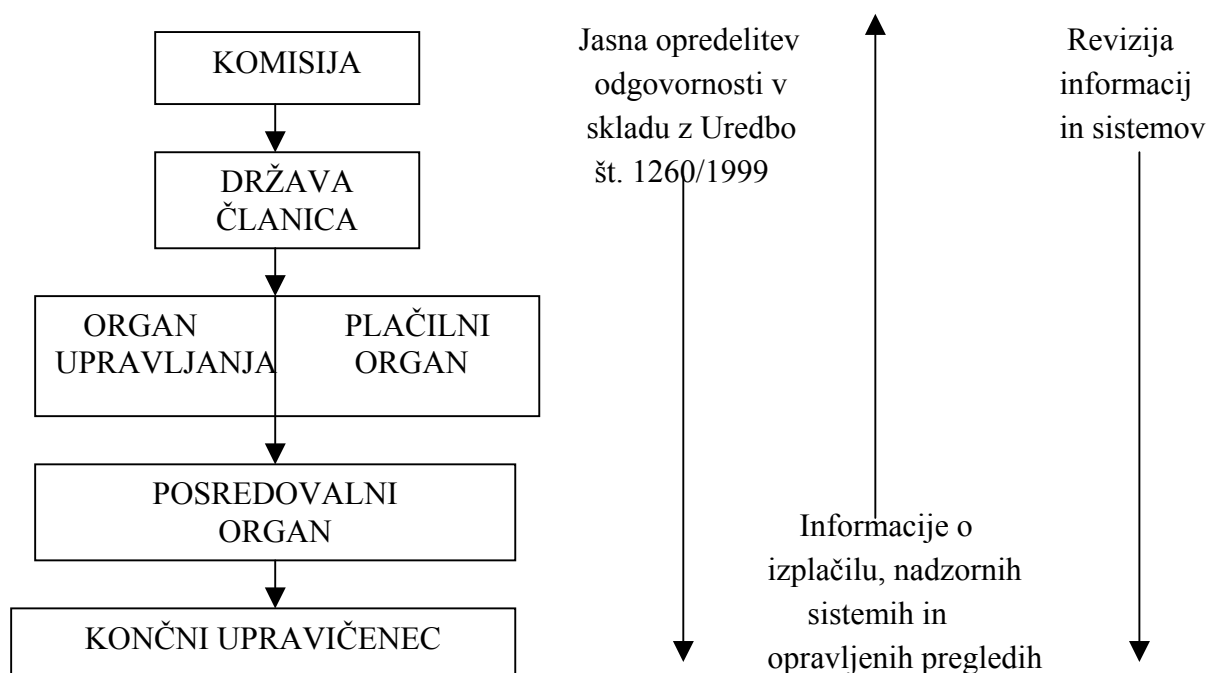 KOMISIJA
DRŽAVA
ČLANICA
ORGAN
UPRAVLJANJA
PLAČILNI
ORGAN
POSREDOVALNI
ORGAN
KONČNI UPRAVIČENEC
Jasna opredelitev
odgovornosti v
skladu z Uredbo
št. 1260/1999
Informacije o
izplačilu, nadzornih
sistemih in
opravljenih pregledih
Revizija
informacij
in sistemov